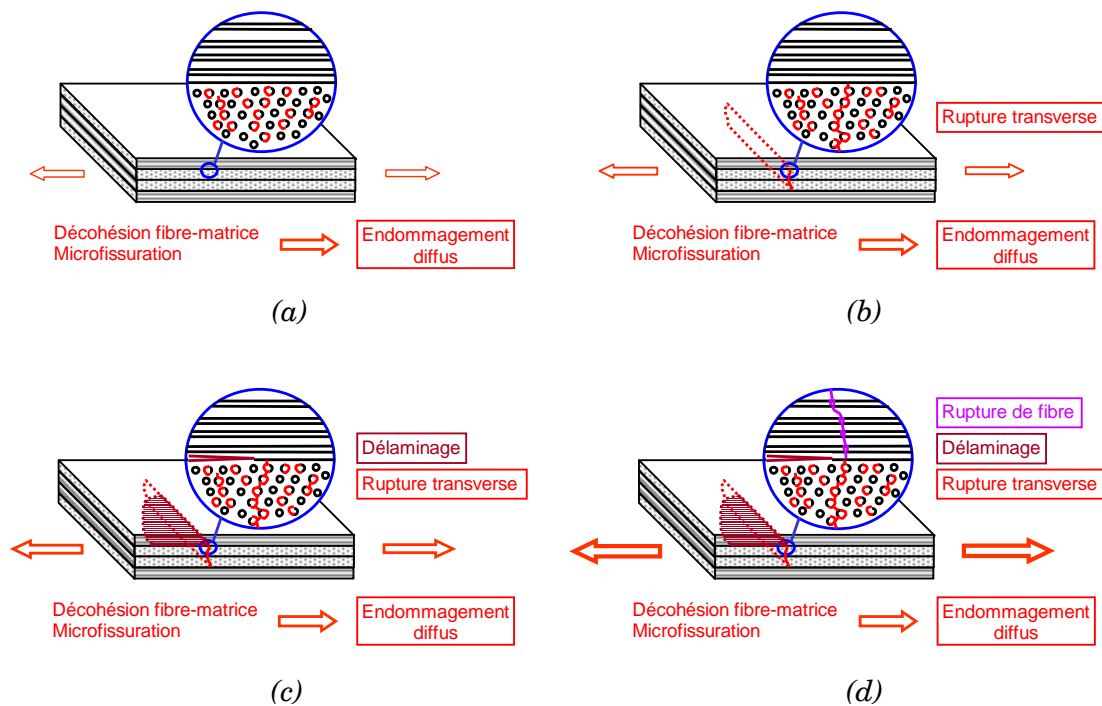 Décohésion fibre-matrice
Microfissuration
Endommagement
diffus
(a)
Rupture transverse
Décohésion fibre-matrice
Microfissuration
Endommagement
diffus
(b)
Délaminage
Rupture transverse
Décohésion fibre-matrice
Microfissuration
Endommagement
diffus
(c)
Rupture de fibre
Délaminage
Rupture transverse
Décohésion fibre-matrice
Microfissuration
Endommagement
diffus
(d)